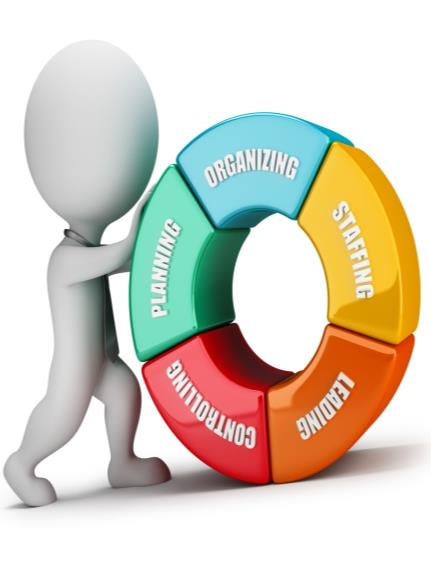 PLANNING
ORGANIZING
STAFFING
LEADING
CONTROLLING